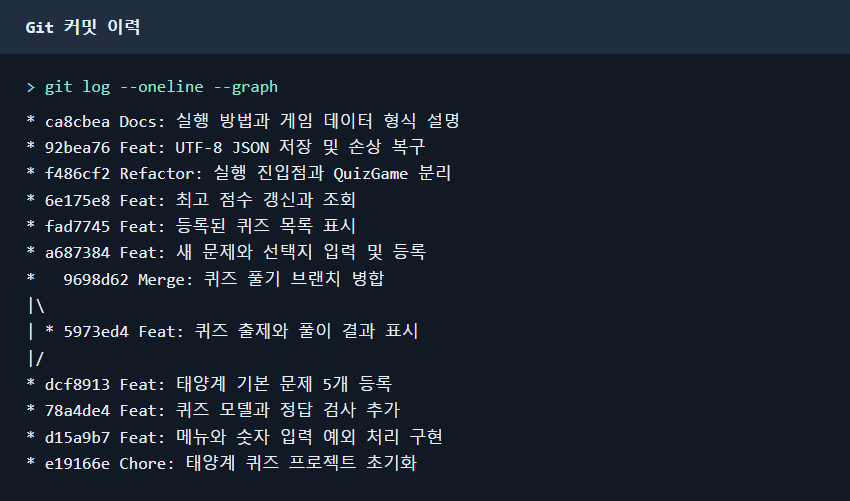 Git 커밋 이력
> git log --oneline --graph
* ca8cbea Docs: 실행 방법과 게임 데이터 형식 설명
* 92bea76 Feat: UTF-8 JSON 저장 및 손상 복구
* f486cf2 Refactor: 실행 진입점과 QuizGame 분리
* 6e175e8 Feat: 최고 점수 갱신과 조회
* fad7745 Feat: 등록된 퀴즈 목록 표시
* a687384 Feat: 새 문제와 선택지 입력 및 등록
*   9698d62 Merge: 퀴즈 풀기 브랜치 병합
|\
| * 5973ed4 Feat: 퀴즈 출제와 풀이 결과 표시
|/
* dcf8913 Feat: 태양계 기본 문제 5개 등록
* 78a4de4 Feat: 퀴즈 모델과 정답 검사 추가
* d15a9b7 Feat: 메뉴와 숫자 입력 예외 처리 구현
* e19166e Chore: 태양계 퀴즈 프로젝트 초기화